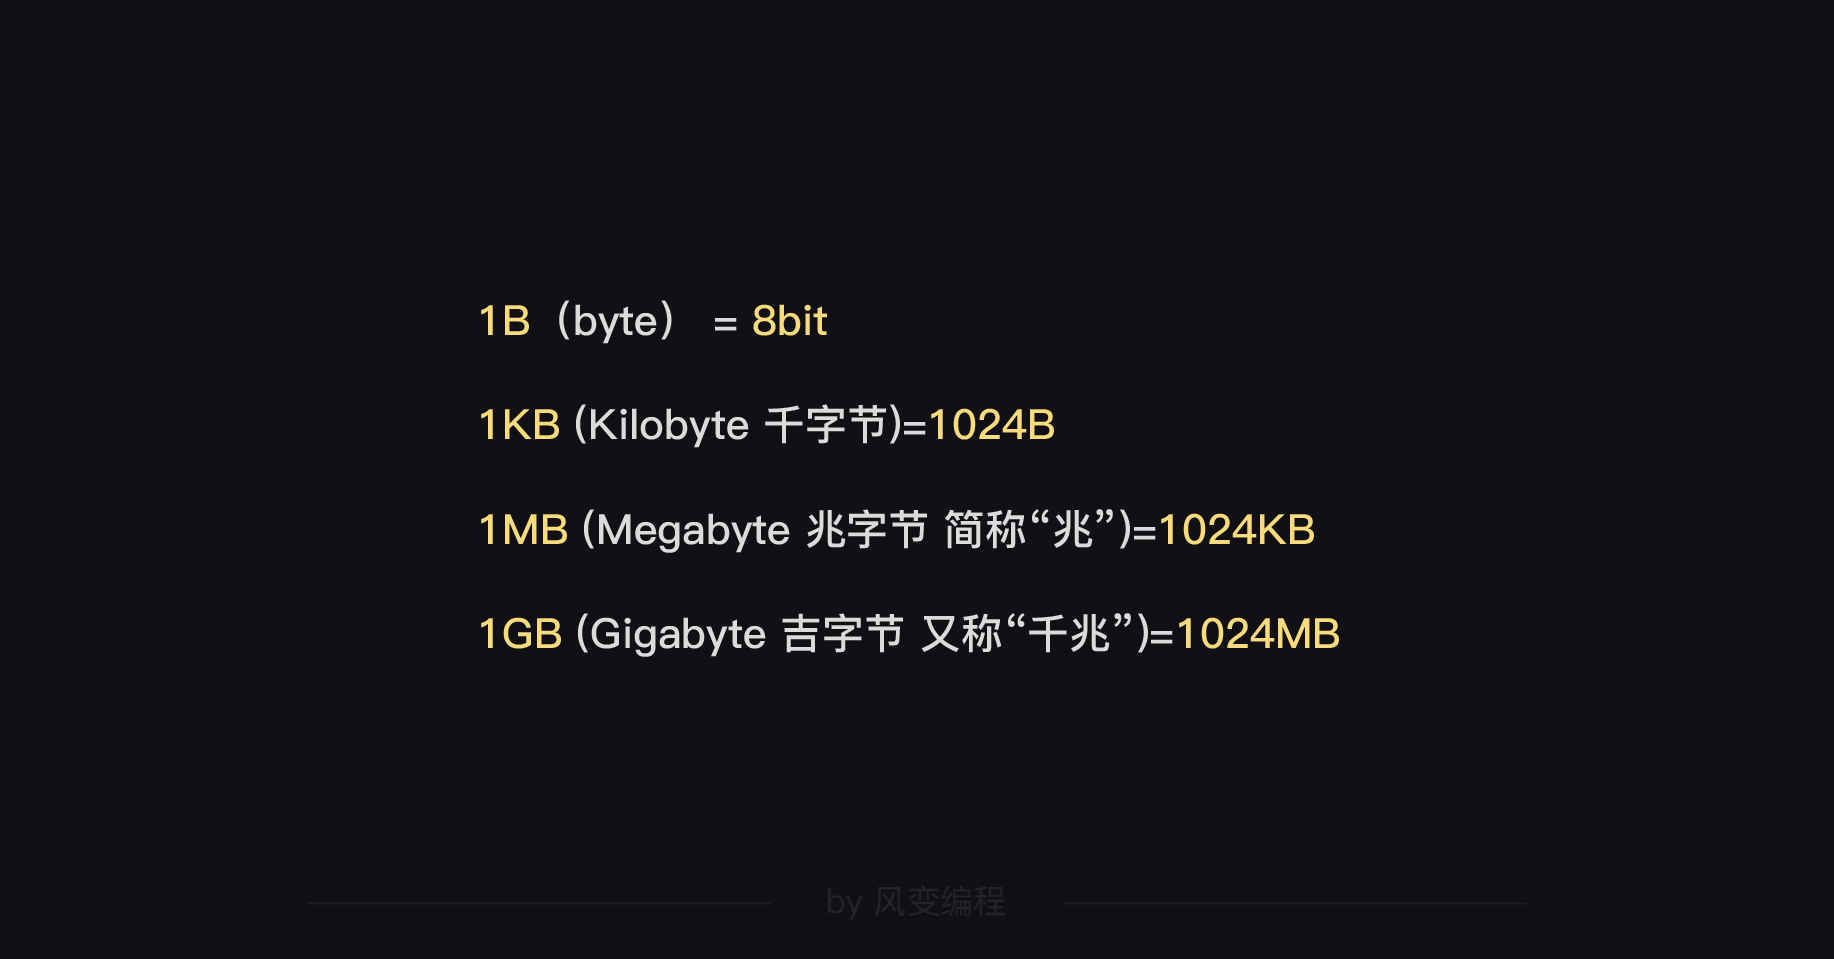 1B（byte） = 8bit
1KB (Kilobyte 千字节)=1024B
1MB (Megabyte 兆字节 简称“兆”)=1024KB
1GB (Gigabyte 吉字节 又称“千兆”)=1024MB
by 风变编程